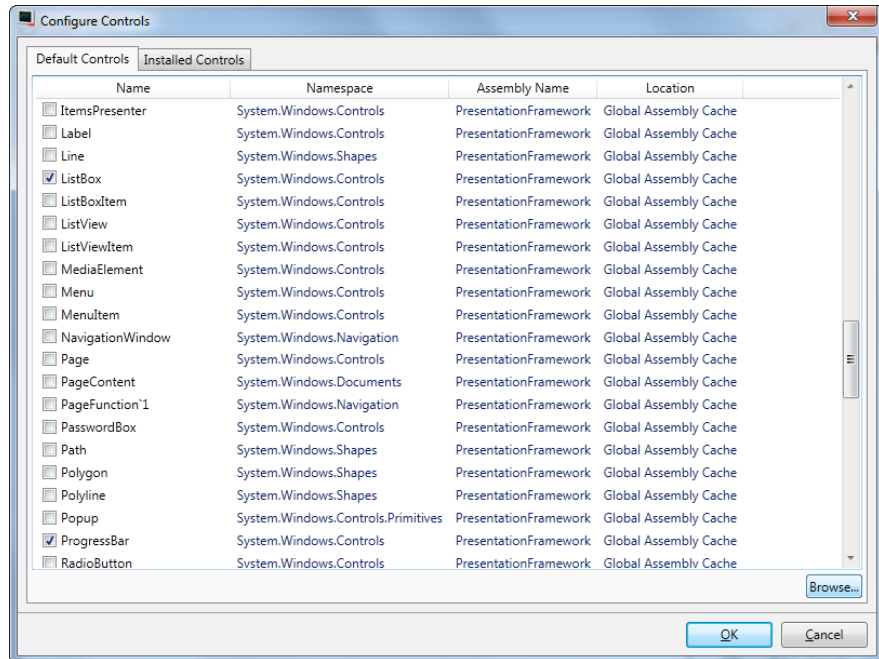 Configure Controls
Default Controls Installed Controls
Name Namespace Assembly Name Location
ItemsPresenter System.Windows.Controls PresentationFramework Global Assembly Cache
Label System.Windows.Controls PresentationFramework Global Assembly Cache
Line System.Windows.Shapes PresentationFramework Global Assembly Cache
ListBox System.Windows.Controls PresentationFramework Global Assembly Cache
ListBoxItem System.Windows.Controls PresentationFramework Global Assembly Cache
ListView System.Windows.Controls PresentationFramework Global Assembly Cache
ListViewItem System.Windows.Controls PresentationFramework Global Assembly Cache
MediaElement System.Windows.Controls PresentationFramework Global Assembly Cache
Menu System.Windows.Controls PresentationFramework Global Assembly Cache
MenuItem System.Windows.Controls PresentationFramework Global Assembly Cache
NavigationWindow System.Windows.Navigation PresentationFramework Global Assembly Cache
Page System.Windows.Controls PresentationFramework Global Assembly Cache
PageContent System.Windows.Documents PresentationFramework Global Assembly Cache
PageFunction`1 System.Windows.Navigation PresentationFramework Global Assembly Cache
PasswordBox System.Windows.Controls PresentationFramework Global Assembly Cache
Path System.Windows.Shapes PresentationFramework Global Assembly Cache
Polygon System.Windows.Shapes PresentationFramework Global Assembly Cache
Polyline System.Windows.Shapes PresentationFramework Global Assembly Cache
Popup System.Windows.Controls.Primitives PresentationFramework Global Assembly Cache
ProgressBar System.Windows.Controls PresentationFramework Global Assembly Cache
RadioButton System.Windows.Controls PresentationFramework Global Assembly Cache
Browse...
OK Cancel